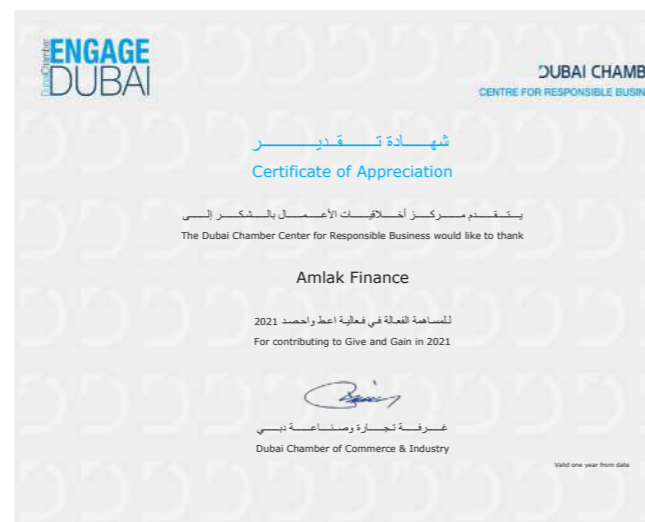 Dubai Chamber
ENGAGE
DUBAI
DUBAI CHAMB
CENTRE FOR RESPONSIBLE BUSIN
شهادة تقدير
Certificate of Appreciation
يتقدم مركز أخلاقيات الأعمال بالشكر إلى
The Dubai Chamber Center for Responsible Business would like to thank
Amlak Finance
للمساهمة الفعالة في فعالية اعط واحصد 2021
For contributing to Give and Gain in 2021
غرفة تجارة وصناعة دبي
Dubai Chamber of Commerce & Industry
Valid one year from date